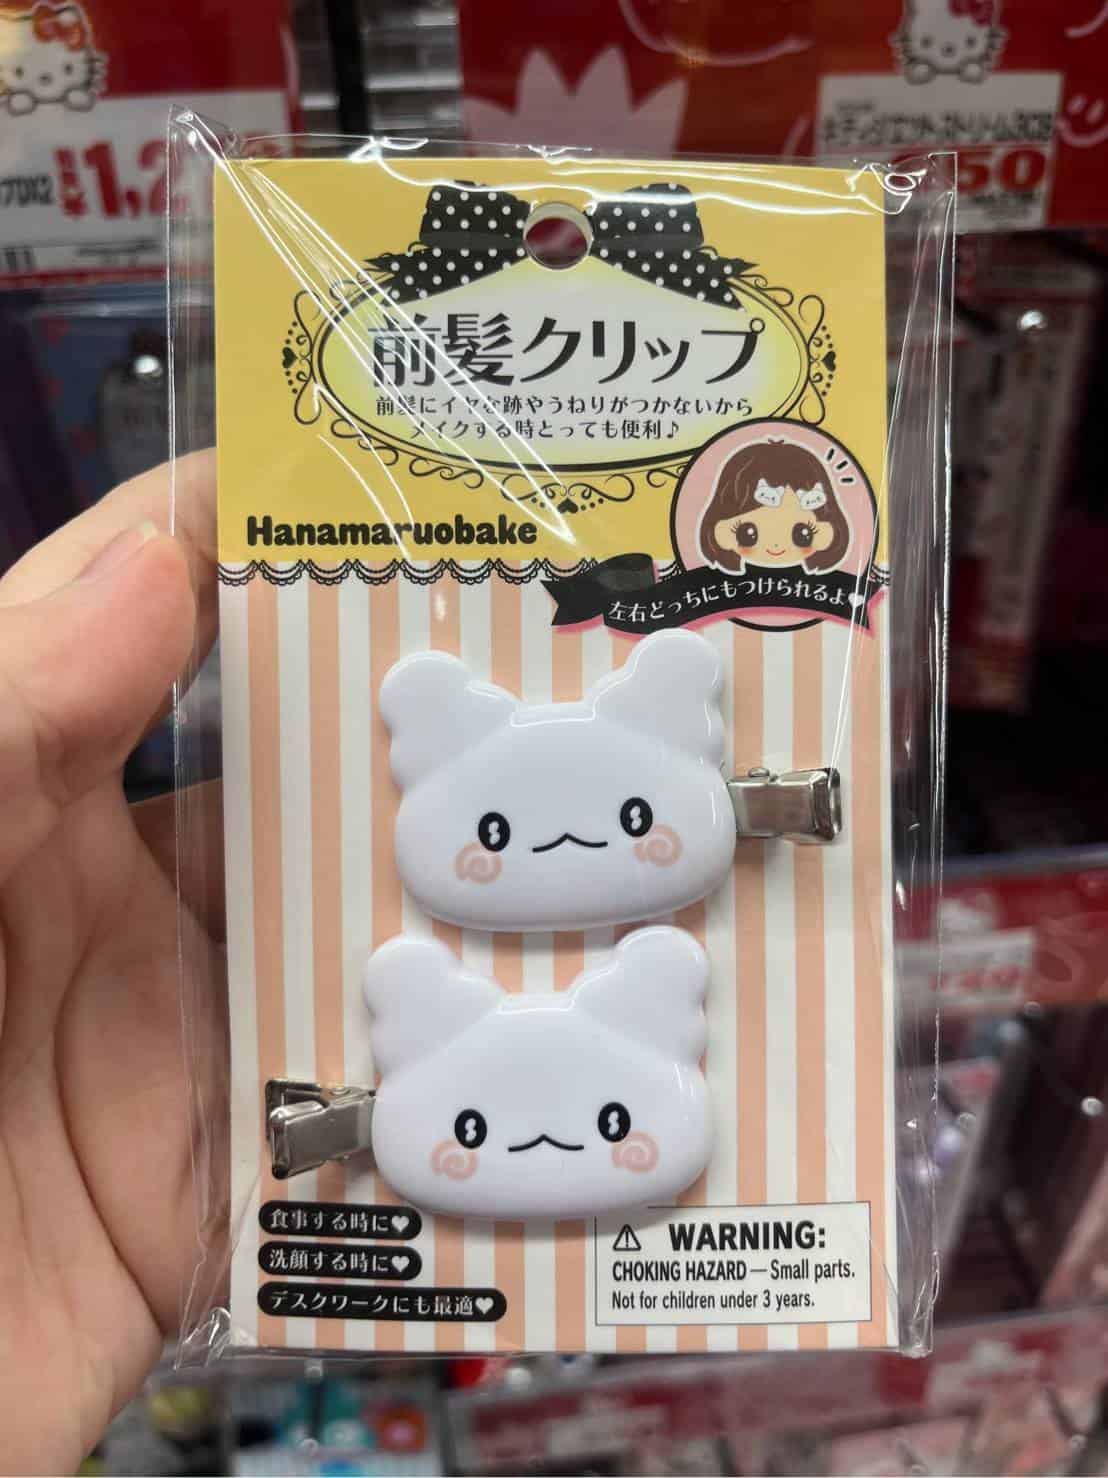 前髪クリップ
前髪にイヤな跡やうねりがつかないから
メイクする時とっても便利♪
Hanamaruobake
左右どっちにもつけられるよ♥
食事する時に♥
洗顔する時に♥
デスクワークにも最適♥
⚠ WARNING:
CHOKING HAZARD — Small parts.
Not for children under 3 years.